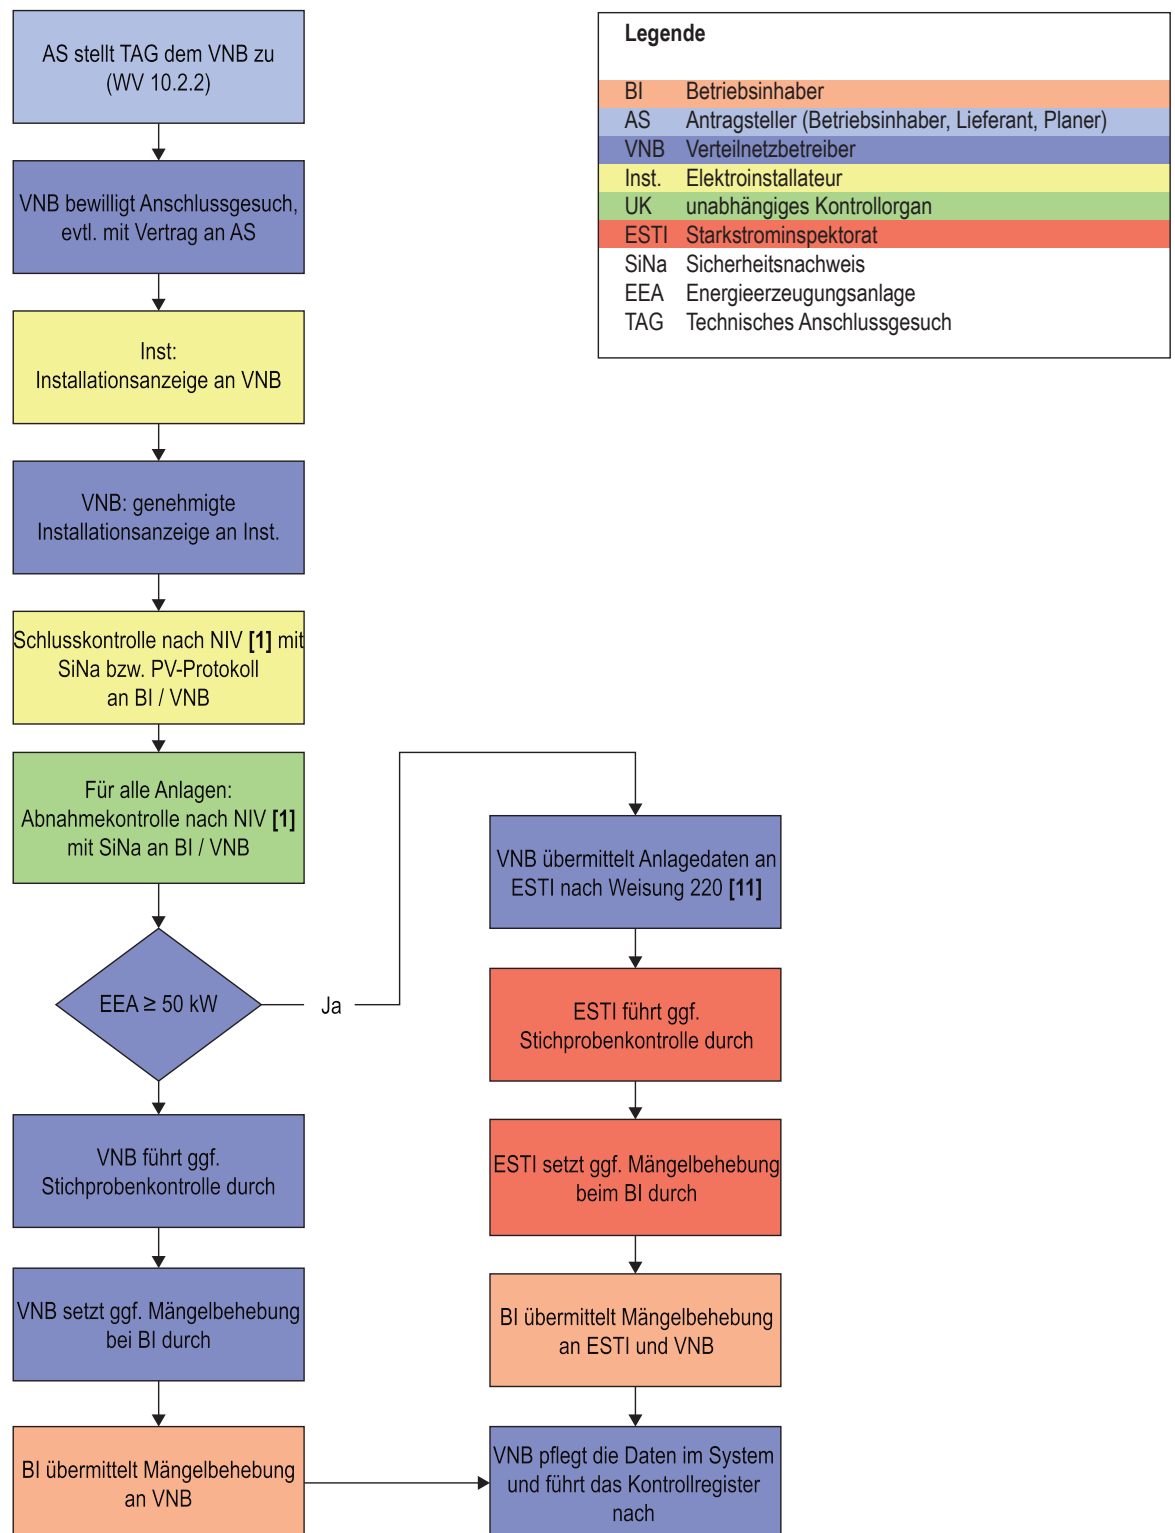 AS stellt TAG dem VNB zu
(WV 10.2.2)
VNB bewilligt Anschlussgesuch,
evtl. mit Vertrag an AS
Inst:
Installationsanzeige an VNB
VNB: genehmigte
Installationsanzeige an Inst.
Schlusskontrolle nach NIV [1] mit
SiNa bzw. PV-Protokoll
an BI / VNB
Für alle Anlagen:
Abnahmekontrolle nach NIV [1]
mit SiNa an BI / VNB
EEA ≥ 50 kW
Ja
VNB führt ggf.
Stichprobenkontrolle durch
VNB setzt ggf. Mängelbehebung
bei BI durch
BI übermittelt Mängelbehebung
an VNB
VNB übermittelt Anlagedaten an
ESTI nach Weisung 220 [11]
ESTI führt ggf.
Stichprobenkontrolle durch
ESTI setzt ggf. Mängelbehebung
beim BI durch
BI übermittelt Mängelbehebung
an ESTI und VNB
VNB pflegt die Daten im System
und führt das Kontrollregister
nach
Legende
BI Betriebsinhaber
AS Antragsteller (Betriebsinhaber, Lieferant, Planer)
VNB Verteilnetzbetreiber
Inst. Elektroinstallateur
UK unabhängiges Kontrollorgan
ESTI Starkstrominspektorat
SiNa Sicherheitsnachweis
EEA Energieerzeugungsanlage
TAG Technisches Anschlussgesuch